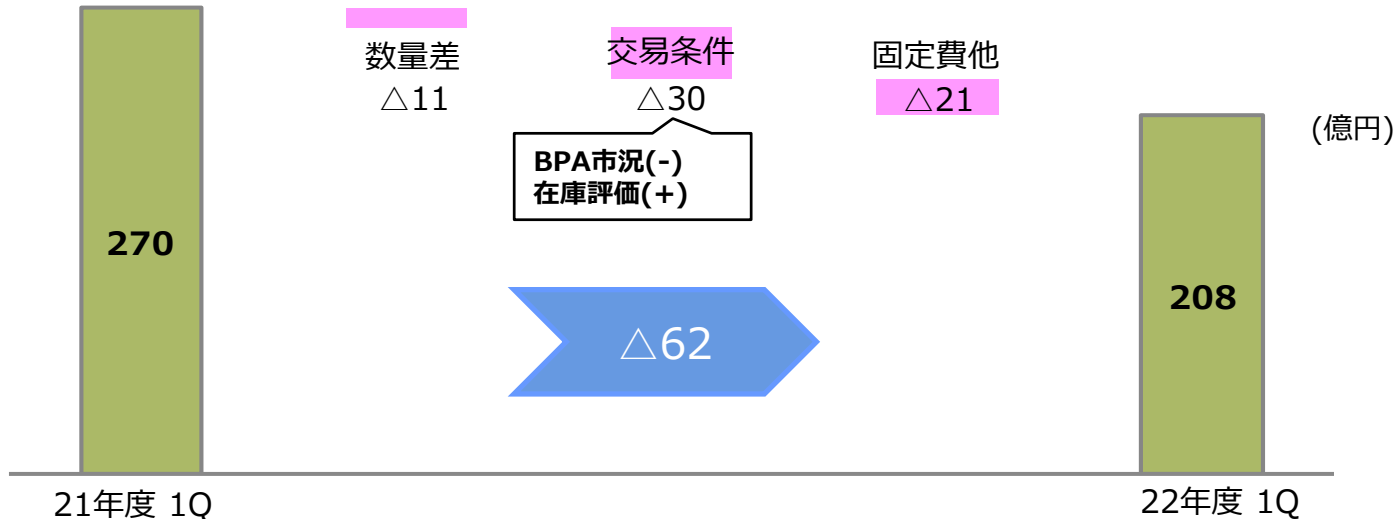 数量差
△11
交易条件
△30
固定費他
△21
(億円)
BPA市況(-)
在庫評価(+)
270
△62
208
21年度 1Q
22年度 1Q